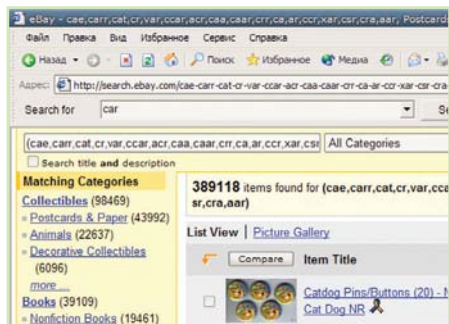 eBay - cae,carr,cat,cr,var,ccar,acr,caa,caar,crr,ca,ar,ccr,xar,csr,cra,aar), Postcards
Файл Правка Вид Избранное Сервис Справка
Назад Поиск Избранное Медиа
Адрес: http://search.ebay.com/cae-carr-cat-cr-var-ccar-acr-caa-caar-crr-ca-ar-ccr-xar-csr-cra-
Search for car
(cae,carr,cat,cr,var,ccar,acr,caa,caar,crr,ca,ar,ccr,xar,csr All Categories
Search title and description
Matching Categories
Collectibles (98469)
Postcards & Paper (43992)
Animals (22637)
Decorative Collectibles
(6096)
more ...
Books (39109)
Nonfiction Books (19461)
389118 items found for (cae,carr,cat,cr,var,cca
sr,cra,aar)
List View | Picture Gallery
Compare Item Title
Catdog Pins/Buttons (20) - N
Cat Dog NR